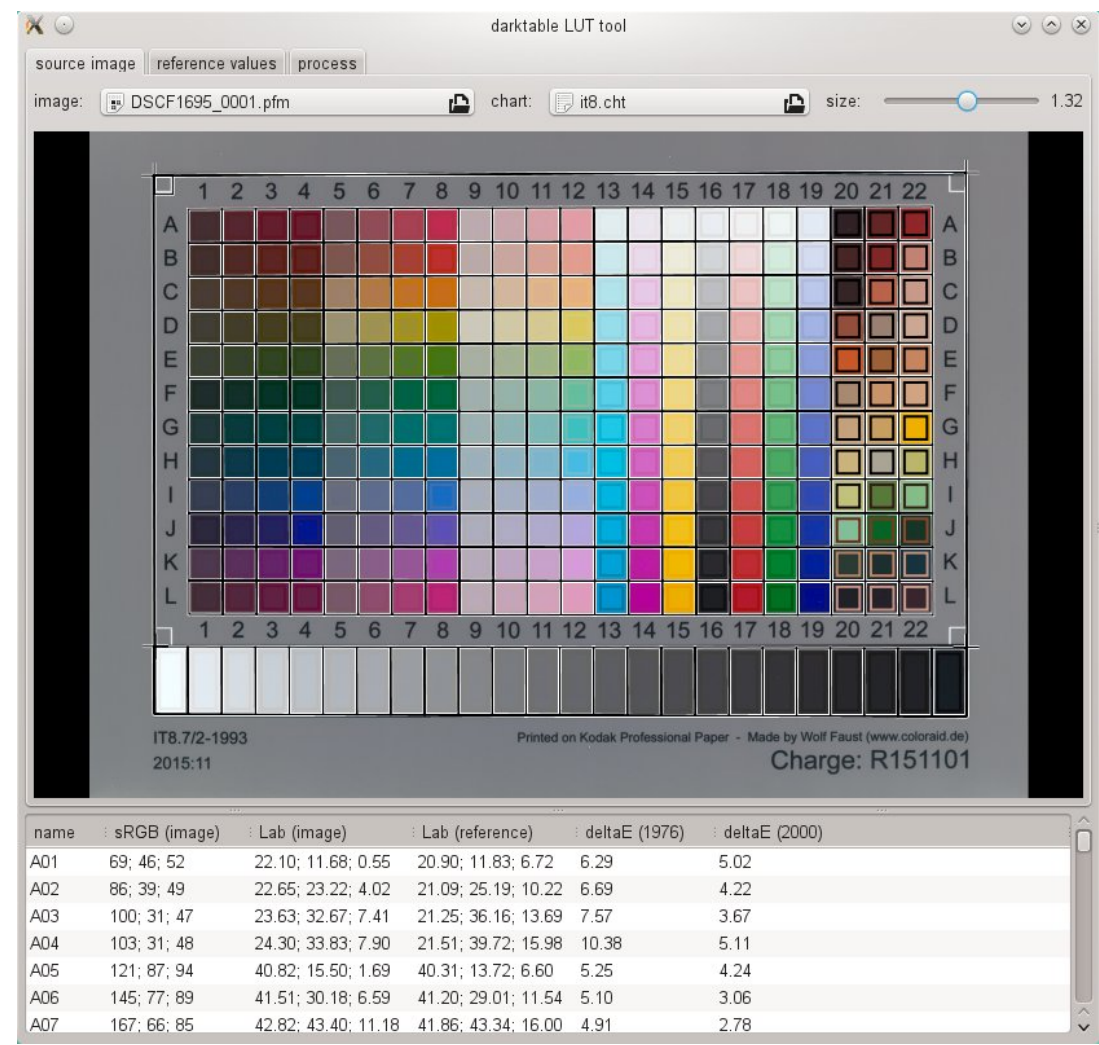 darktable LUT tool
source image reference values process
image: DSCF1695_0001.pfm chart: it8.cht size: 1.32
1 2 3 4 5 6 7 8 9 10 11 12 13 14 15 16 17 18 19 20 21 22
A A
B B
C C
D D
E E
F F
G G
H H
I I
J J
K K
L L
1 2 3 4 5 6 7 8 9 10 11 12 13 14 15 16 17 18 19 20 21 22
IT8.7/2-1993 Printed on Kodak Professional Paper - Made by Wolf Faust (www.coloraid.de)
2015:11 Charge: R151101
name sRGB (image) Lab (image) Lab (reference) deltaE (1976) deltaE (2000)
A01 69; 46; 52 22.10; 11.68; 0.55 20.90; 11.83; 6.72 6.29 5.02
A02 86; 39; 49 22.65; 23.22; 4.02 21.09; 25.19; 10.22 6.69 4.22
A03 100; 31; 47 23.63; 32.67; 7.41 21.25; 36.16; 13.69 7.57 3.67
A04 103; 31; 48 24.30; 33.83; 7.90 21.51; 39.72; 15.98 10.38 5.11
A05 121; 87; 94 40.82; 15.50; 1.69 40.31; 13.72; 6.60 5.25 4.24
A06 145; 77; 89 41.51; 30.18; 6.59 41.20; 29.01; 11.54 5.10 3.06
A07 167; 66; 85 42.82; 43.40; 11.18 41.86; 43.34; 16.00 4.91 2.78